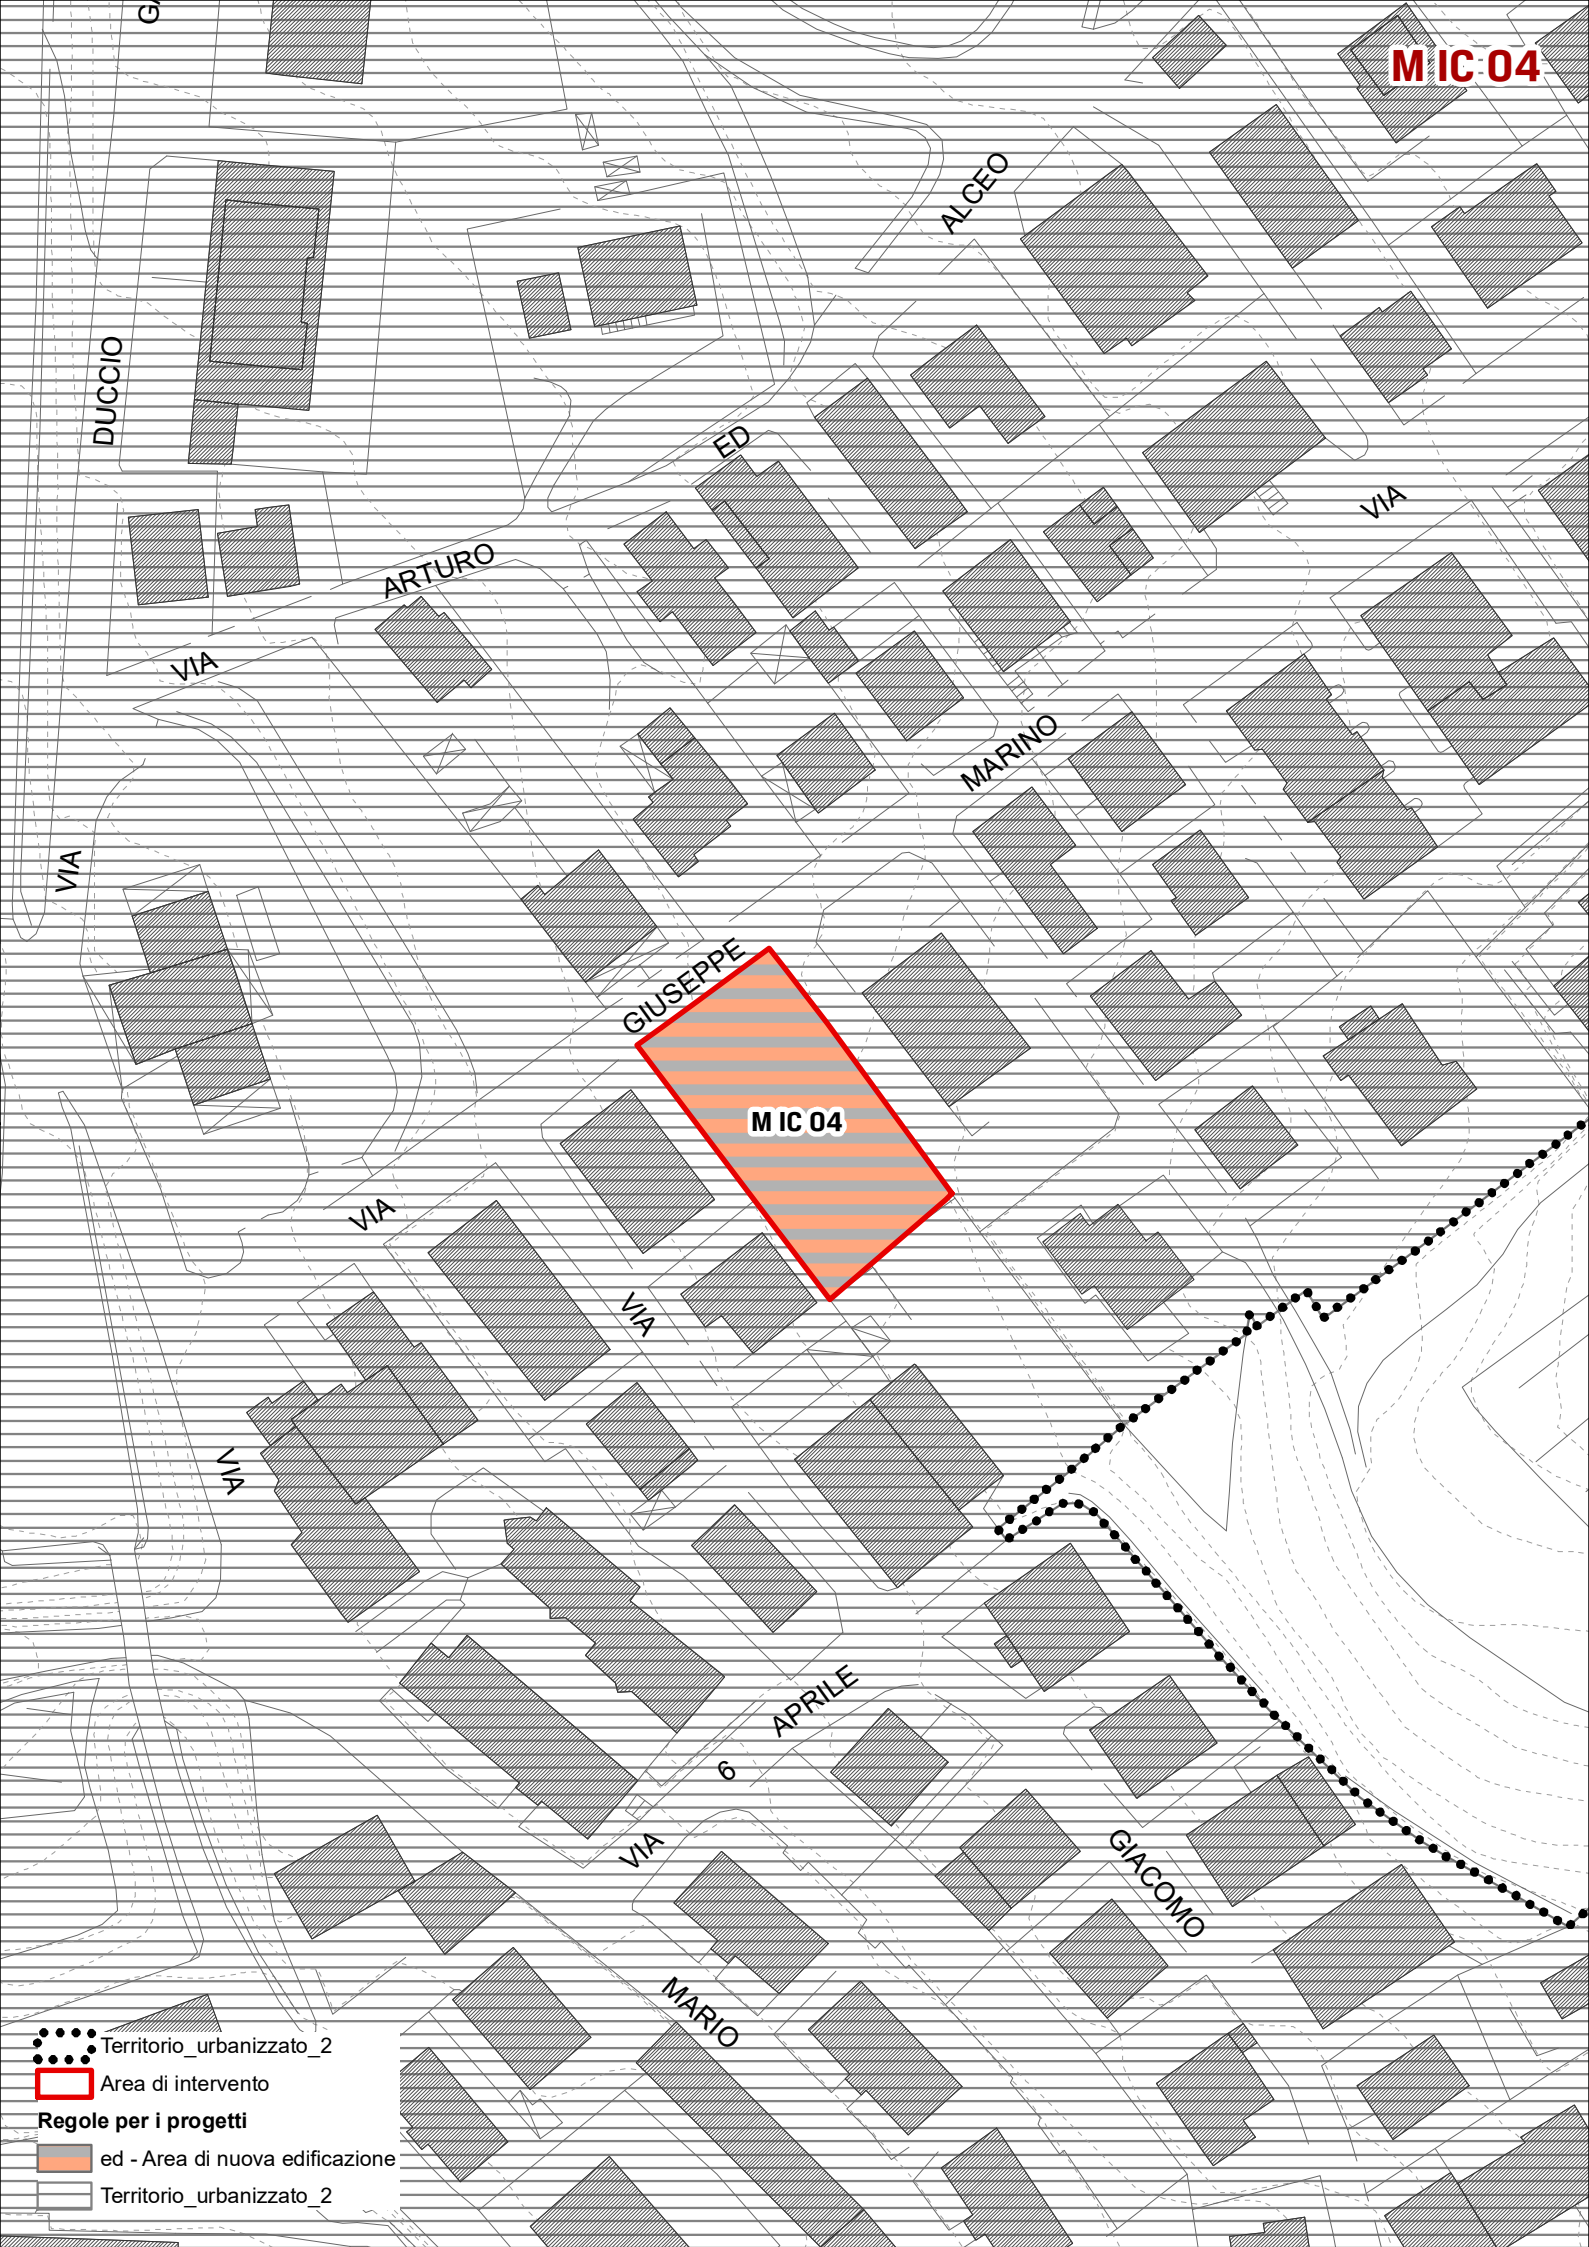 GA
M IC 04
ALCEO
DUCCIO
ED
VIA
ARTURO
VIA
MARINO
VIA
GIUSEPPE
M IC 04
VIA
VIA
VIA
APRILE
6
VIA
GIACOMO
MARIO
Territorio_urbanizzato_2
Area di intervento
Regole per i progetti
ed - Area di nuova edificazione
Territorio_urbanizzato_2